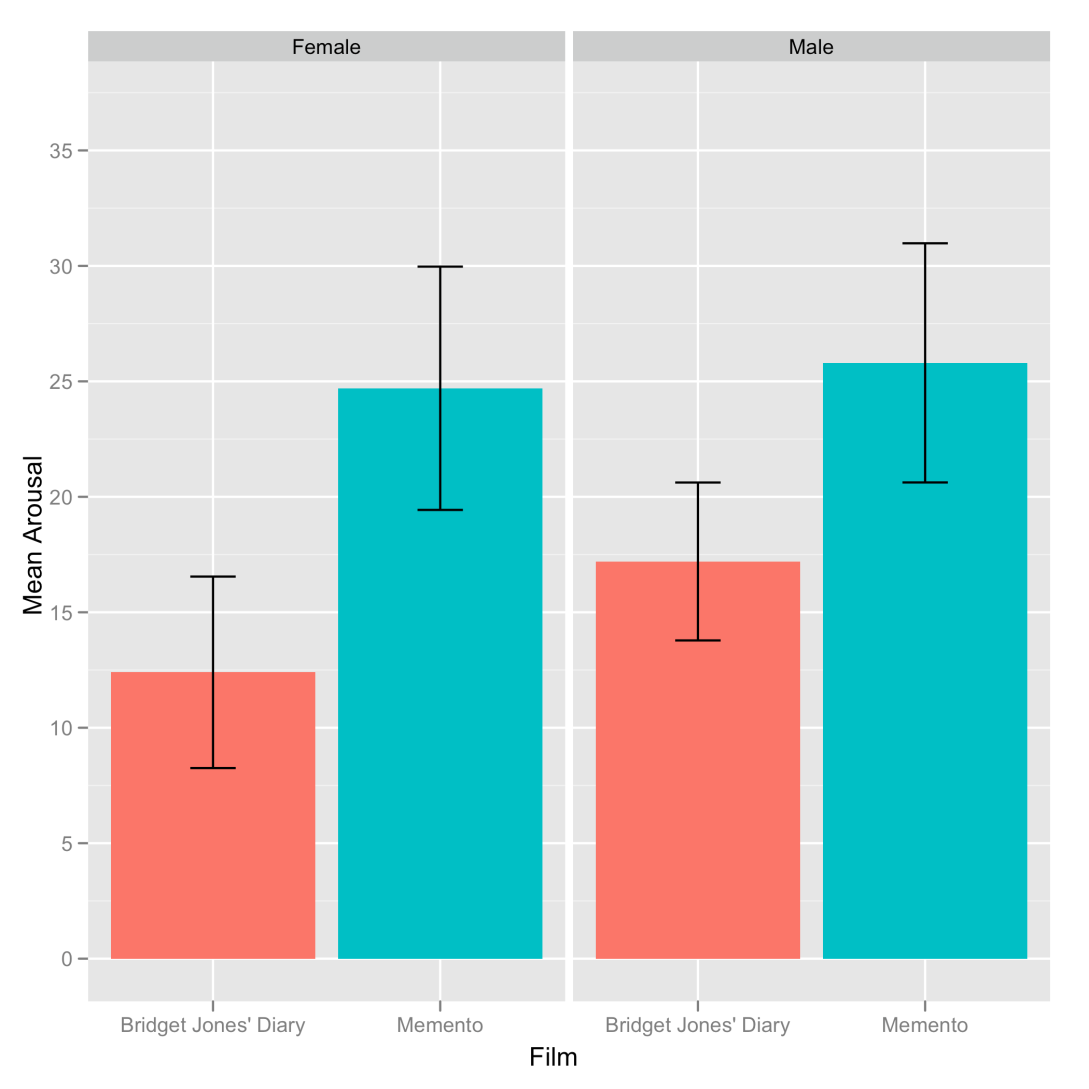 Female
Male
Mean Arousal
35
30
25
20
15
10
5
0
Bridget Jones' Diary
Memento
Bridget Jones' Diary
Memento
Film